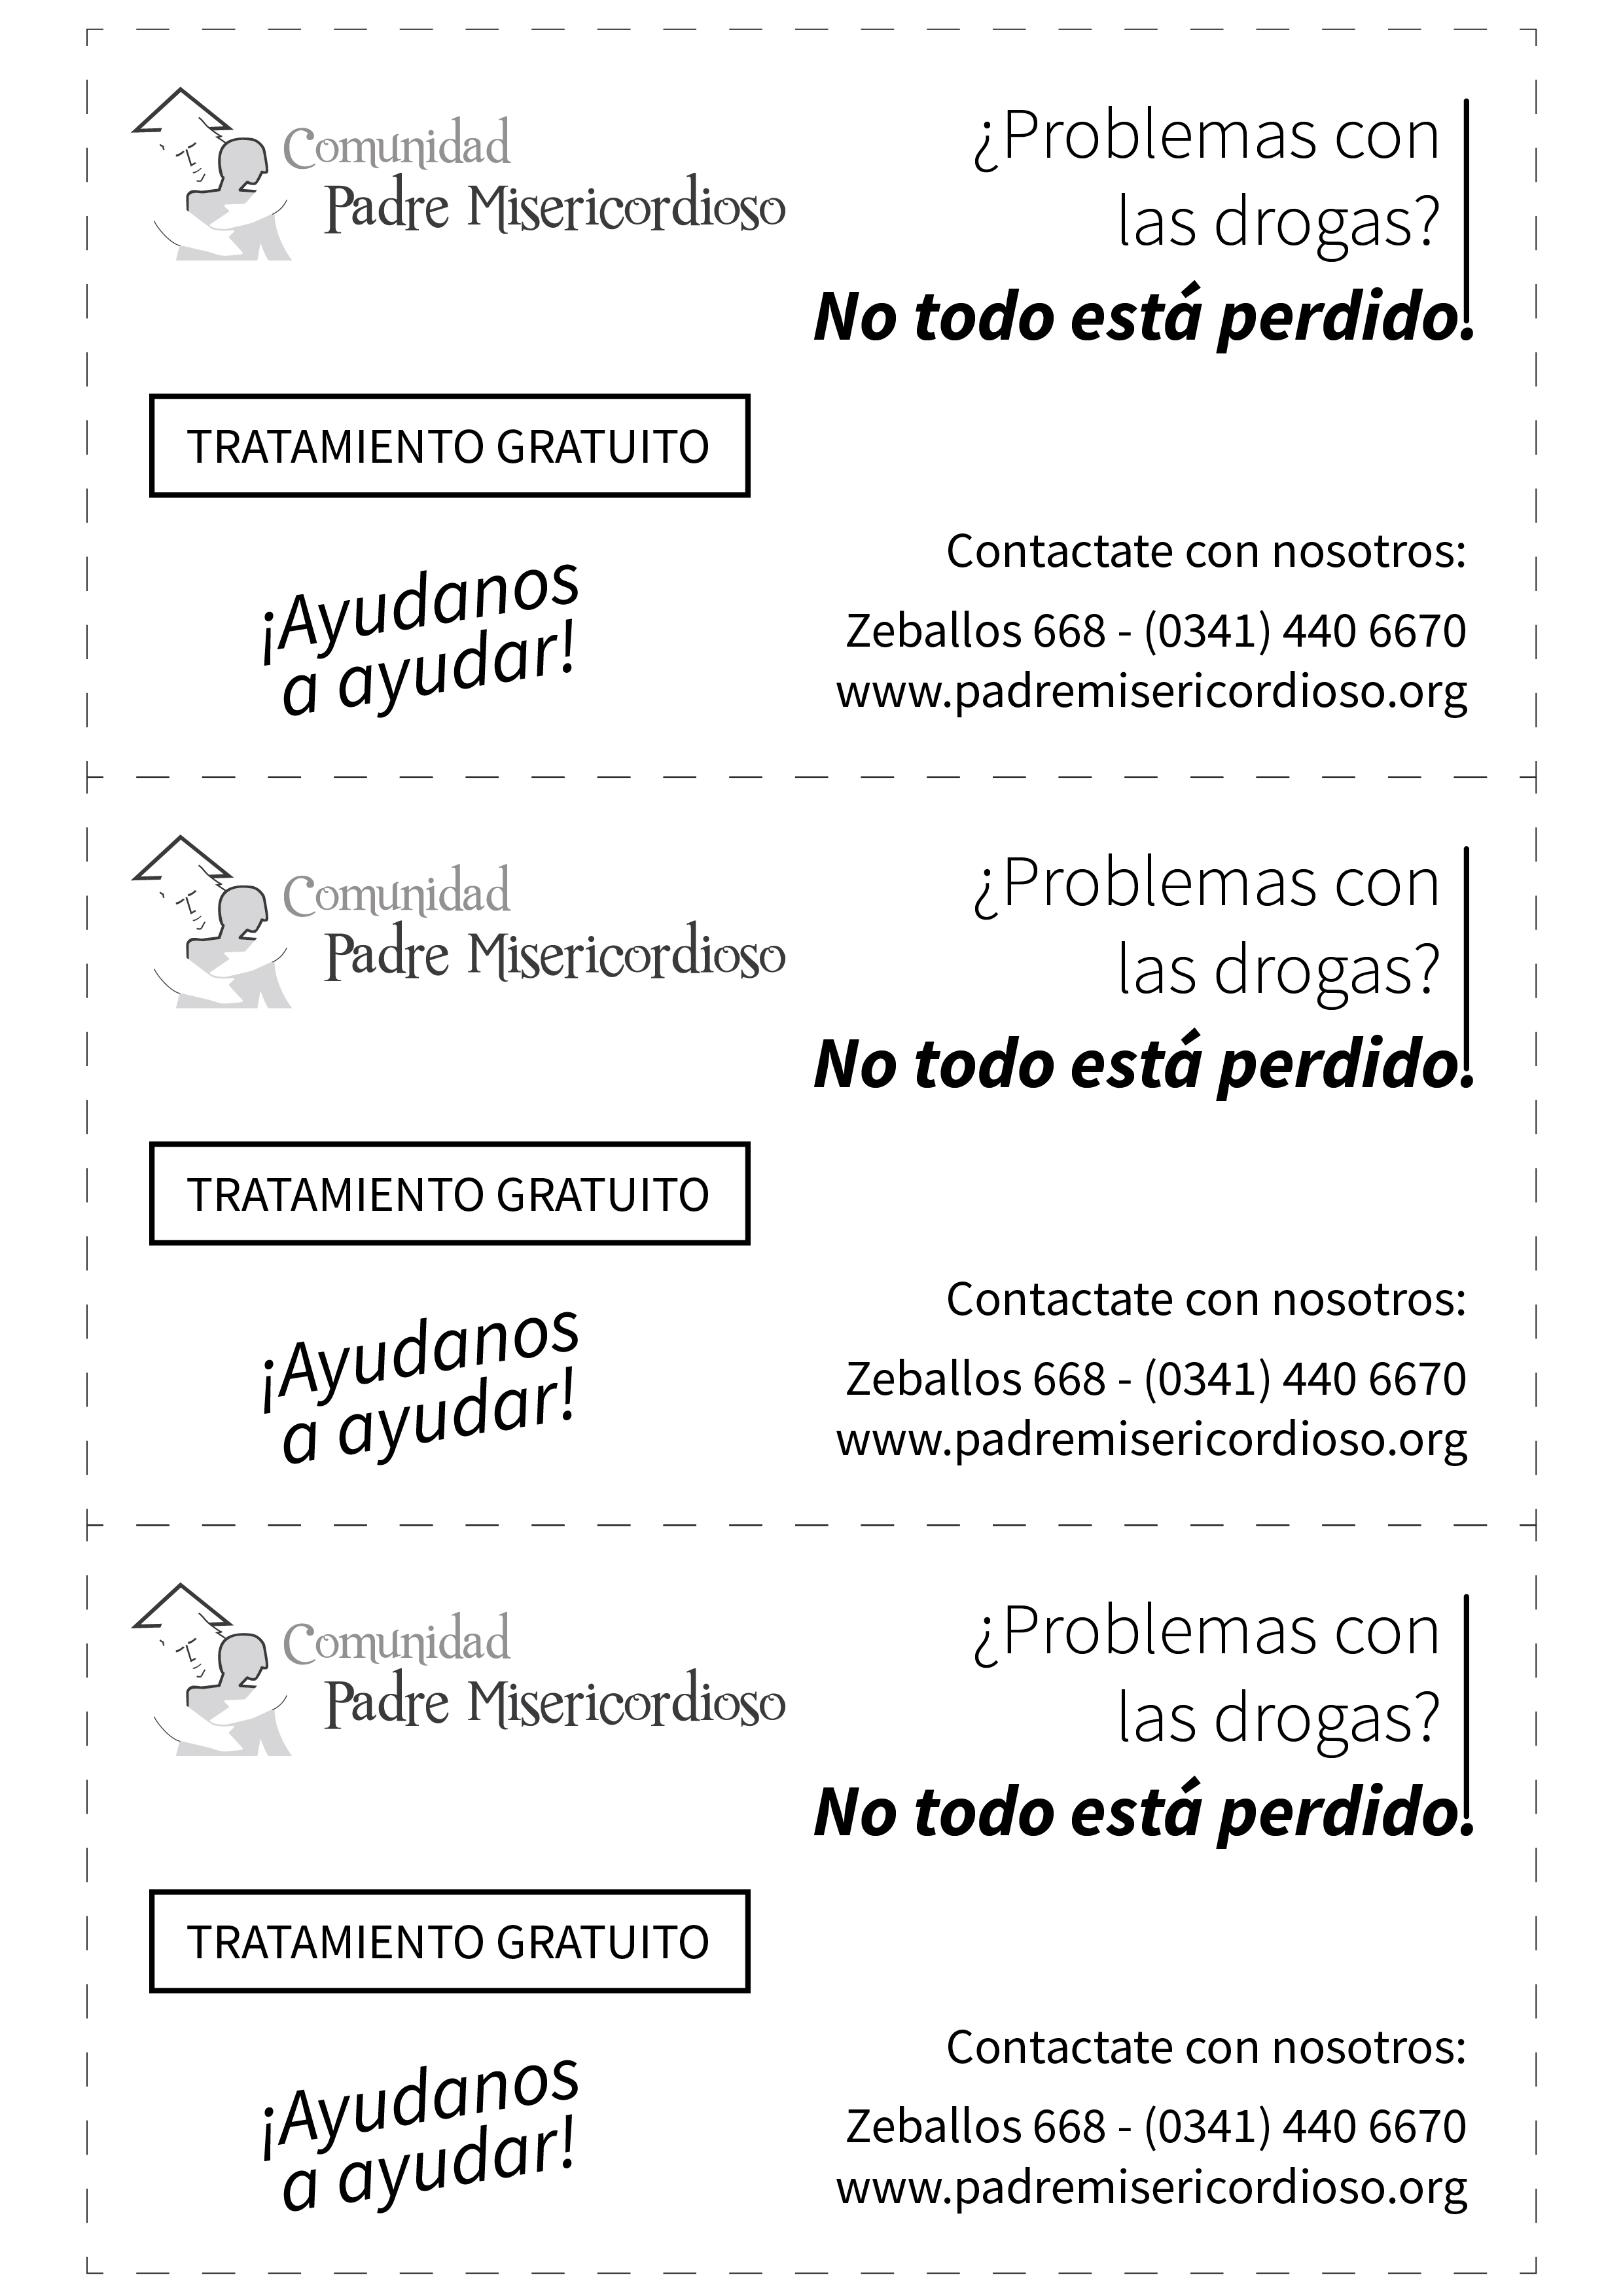 Comunidad
Padre Misericordioso
¿Problemas con
las drogas?
No todo está perdido.
TRATAMIENTO GRATUITO
¡Ayudanos
a ayudar!
Contactate con nosotros:
Zeballos 668 - (0341) 440 6670
www.padremisericordioso.org
Comunidad
Padre Misericordioso
¿Problemas con
las drogas?
No todo está perdido.
TRATAMIENTO GRATUITO
¡Ayudanos
a ayudar!
Contactate con nosotros:
Zeballos 668 - (0341) 440 6670
www.padremisericordioso.org
Comunidad
Padre Misericordioso
¿Problemas con
las drogas?
No todo está perdido.
TRATAMIENTO GRATUITO
¡Ayudanos
a ayudar!
Contactate con nosotros:
Zeballos 668 - (0341) 440 6670
www.padremisericordioso.org